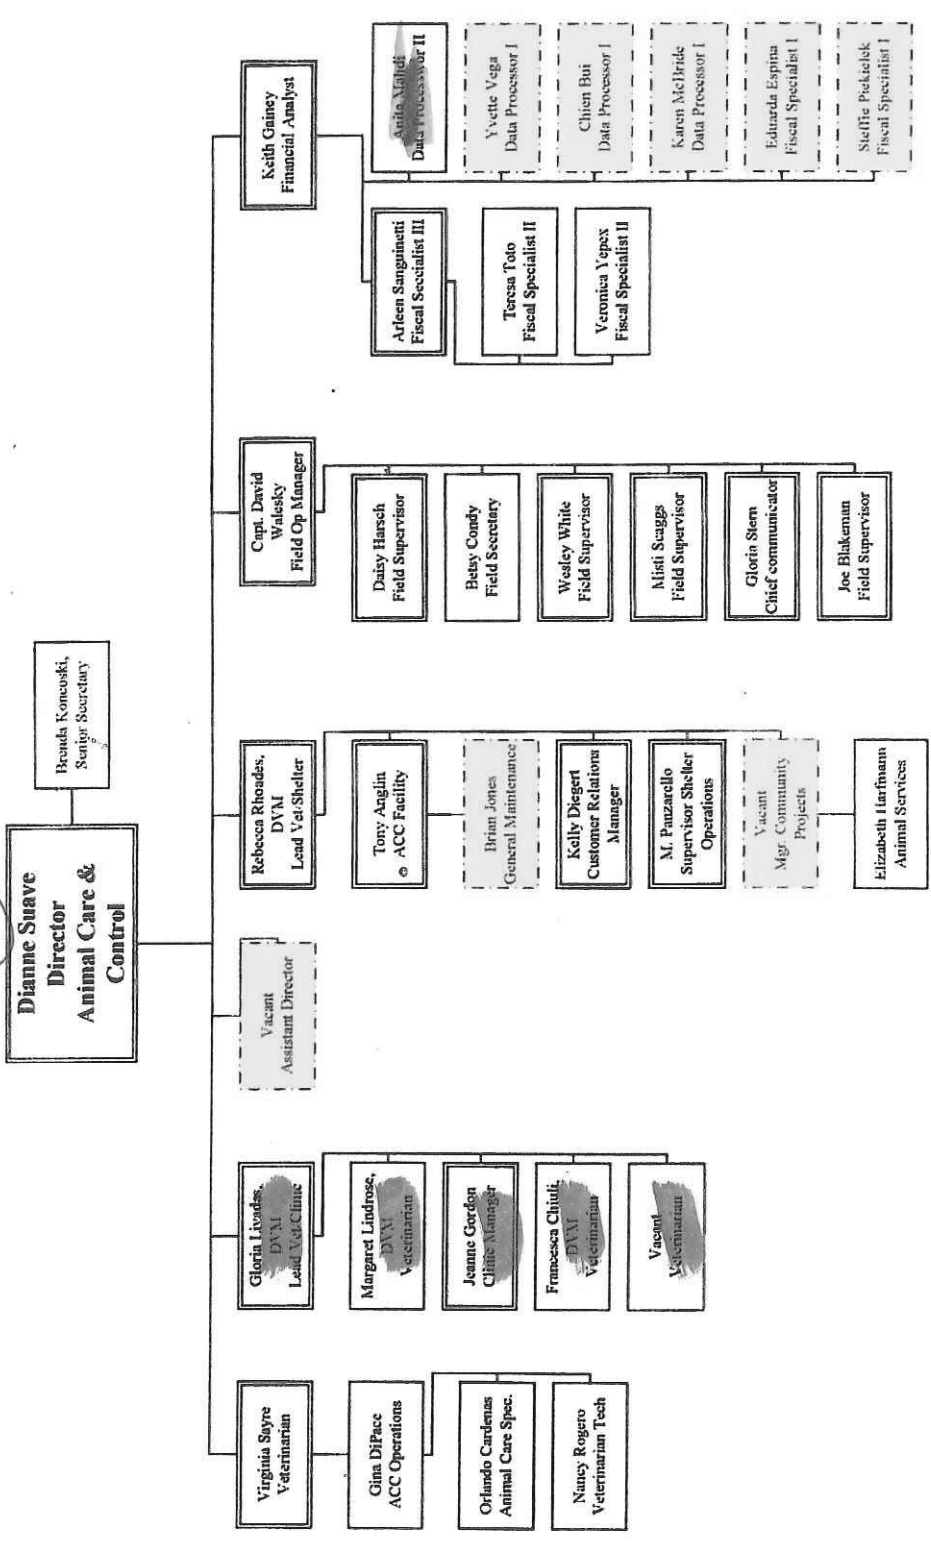 Dianne Suave
Director
Animal Care &
Control
Brenda Koncoski,
Senior Secretary
Virginia Sayre
Veterinarian
Gina DiPace
ACC Operations
Orlando Cardenas
Animal Care Spec.
Nancy Rogero
Veterinarian Tech
Gloria Livadas,
DVM
Lead Vet/Clinic
Margaret Lindrose,
DVM
Veterinarian
Jeanne Gordon
Clinic Manager
Francesca Chiuli,
DVM
Veterinarian
Vacant
Veterinarian
Vacant
Assistant Director
Rebecca Rhoades,
DVM
Lead Vet/Shelter
Tony Anglin
ACC Facility
Brian Jones
General Maintenance
Kelly Diegert
Customer Relations
Manager
M. Panzarello
Supervisor Shelter
Operations
Vacant
Mgr. Community
Projects
Elizabeth Harfmann
Animal Services
Capt. David
Walesky
Field Op Manager
Daisy Harsch
Field Supervisor
Betsy Condy
Field Secretary
Wesley White
Field Supervisor
Misti Scaggs
Field Supervisor
Gloria Stern
Chief communicator
Joe Blakeman
Field Supervisor
Keith Gainey
Financial Analyst
Arleen Sanguinetti
Fiscal Seccialist III
Teresa Toto
Fiscal Specialist II
Veronica Yepex
Fiscal Specialist II
Anita Mahdi
Data Processor II
Yvette Vega
Data Processor I
Chien Bui
Data Processor I
Karen McBride
Data Processor I
Eduarda Espina
Fiscal Specialist I
Steffie Piekielek
Fiscal Specialist I